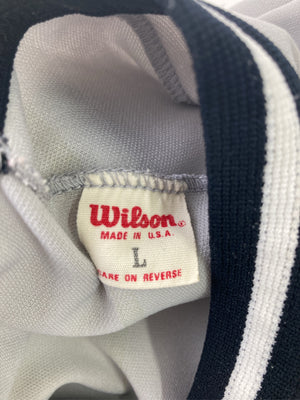 Wilson®
MADE IN U.S.A.
L
CARE ON REVERSE